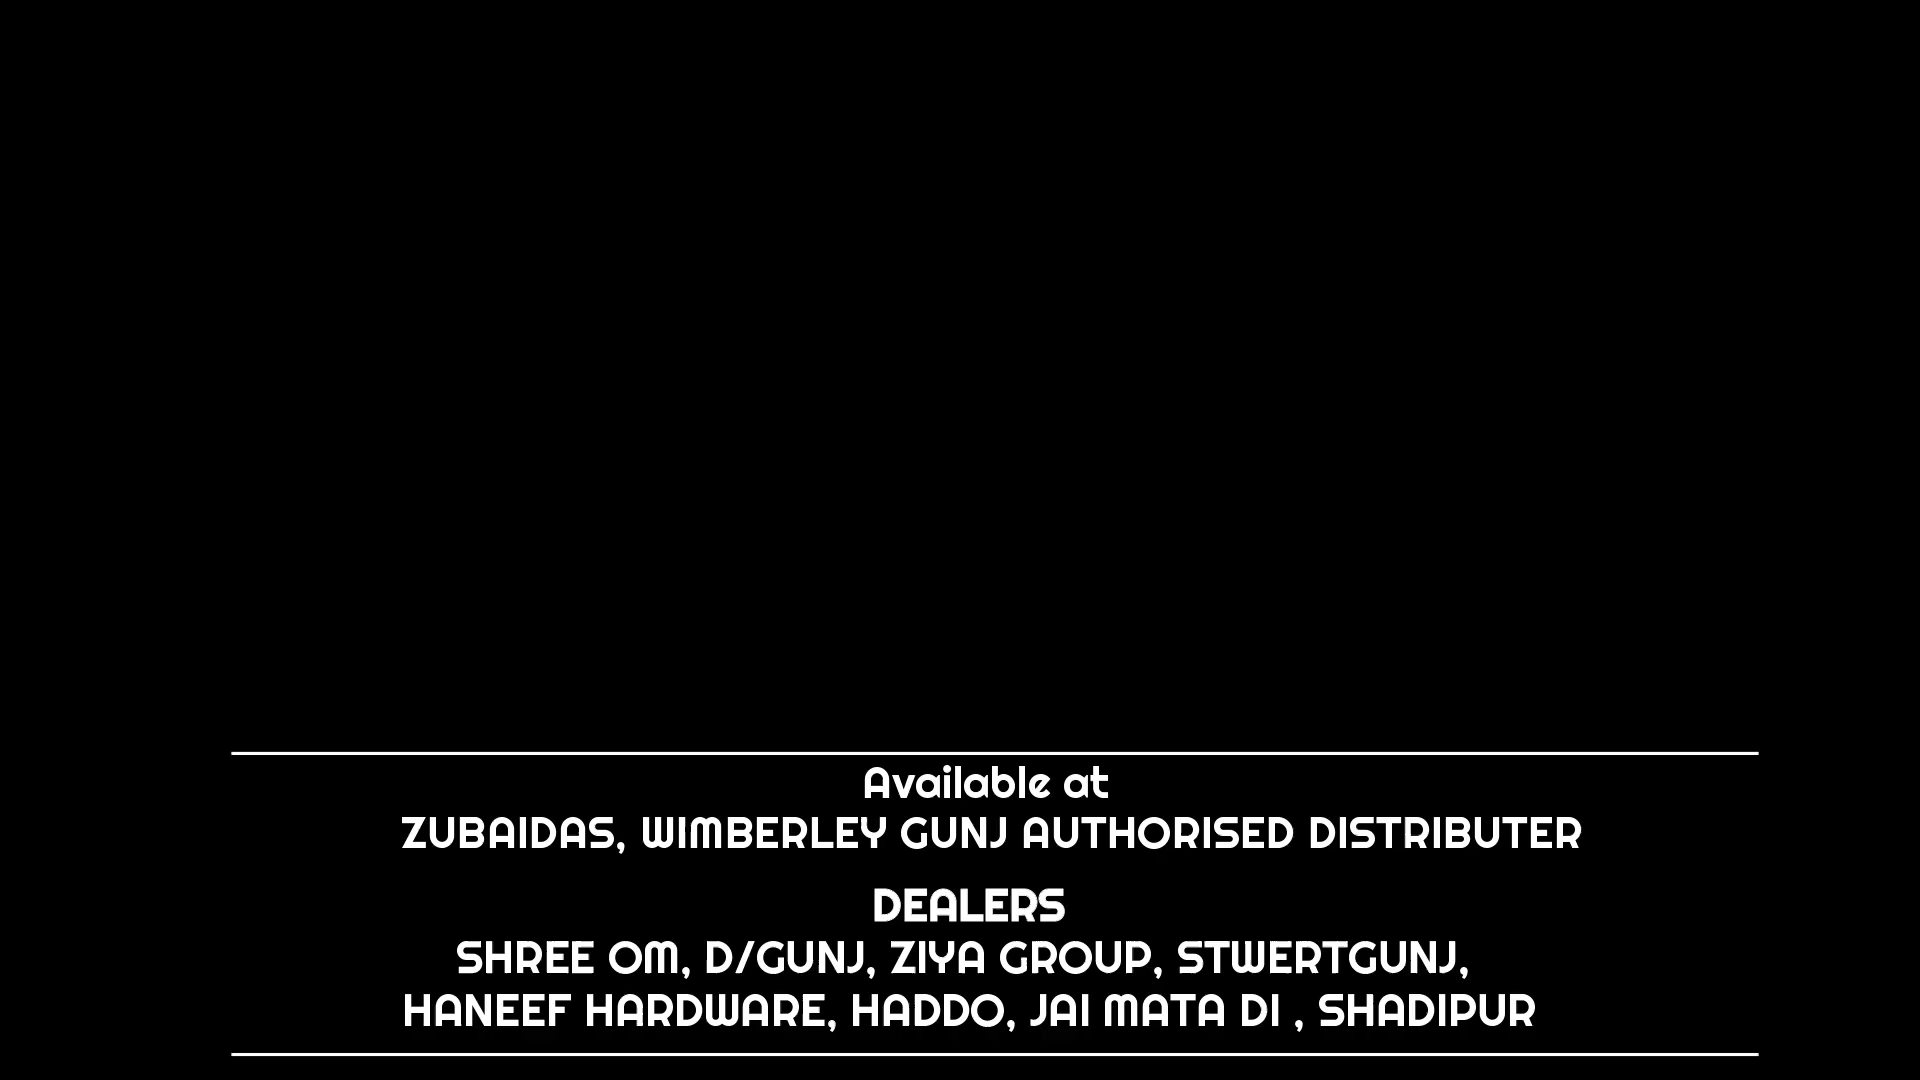 Available at
ZUBAIDAS, WIMBERLEY GUNJ AUTHORISED DISTRIBUTER
DEALERS
SHREE OM, D/GUNJ, ZIYA GROUP, STWERTGUNJ,
HANEEF HARDWARE, HADDO, JAI MATA DI , SHADIPUR